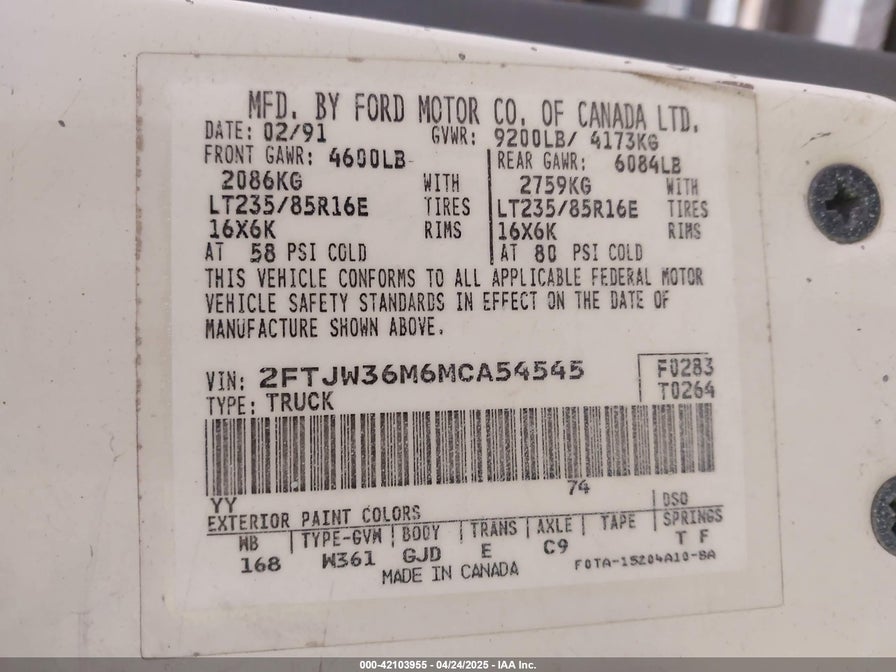 MFD. BY FORD MOTOR CO. OF CANADA LTD.
DATE: 02/91 GVWR: 9200LB/ 4173KG
FRONT GAWR: 4600LB REAR GAWR: 6084LB
2086KG WITH 2759KG WITH
LT235/85R16E TIRES LT235/85R16E TIRES
16X6K RIMS 16X6K RIMS
AT 58 PSI COLD AT 80 PSI COLD
THIS VEHICLE CONFORMS TO ALL APPLICABLE FEDERAL MOTOR
VEHICLE SAFETY STANDARDS IN EFFECT ON THE DATE OF
MANUFACTURE SHOWN ABOVE.
VIN: 2FTJW36M6MCA54545 F0283
TYPE: TRUCK T0264
YY 74
EXTERIOR PAINT COLORS DSO
WB TYPE-GVW BODY TRANS AXLE TAPE SPRINGS
168 W361 GJD E C9 T F
MADE IN CANADA F0TA-15204A10-BA
000-42103955 - 04/24/2025 - IAA Inc.